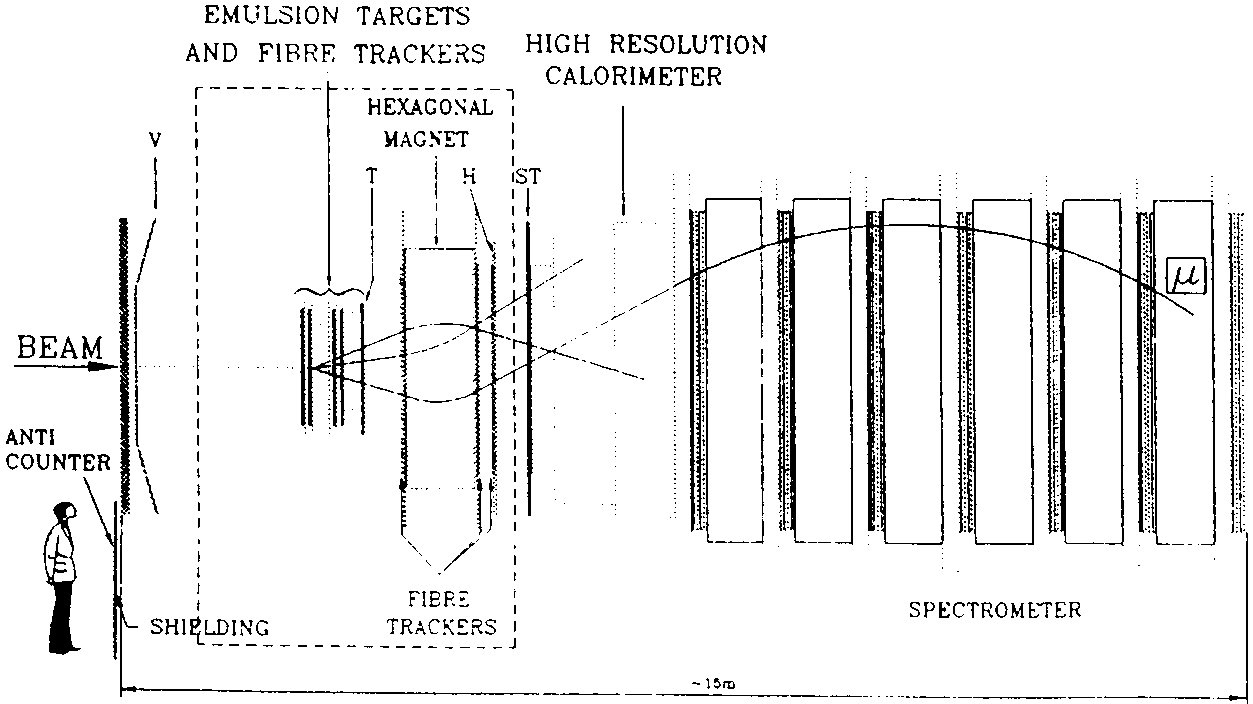 EMULSION TARGETS
AND FIBRE TRACKERS
HIGH RESOLUTION
CALORIMETER
HEXAGONAL
MAGNET
V
T
H
ST
μ
BEAM
ANTI
COUNTER
FIBRE
TRACKERS
SHIELDING
SPECTROMETER
~15m